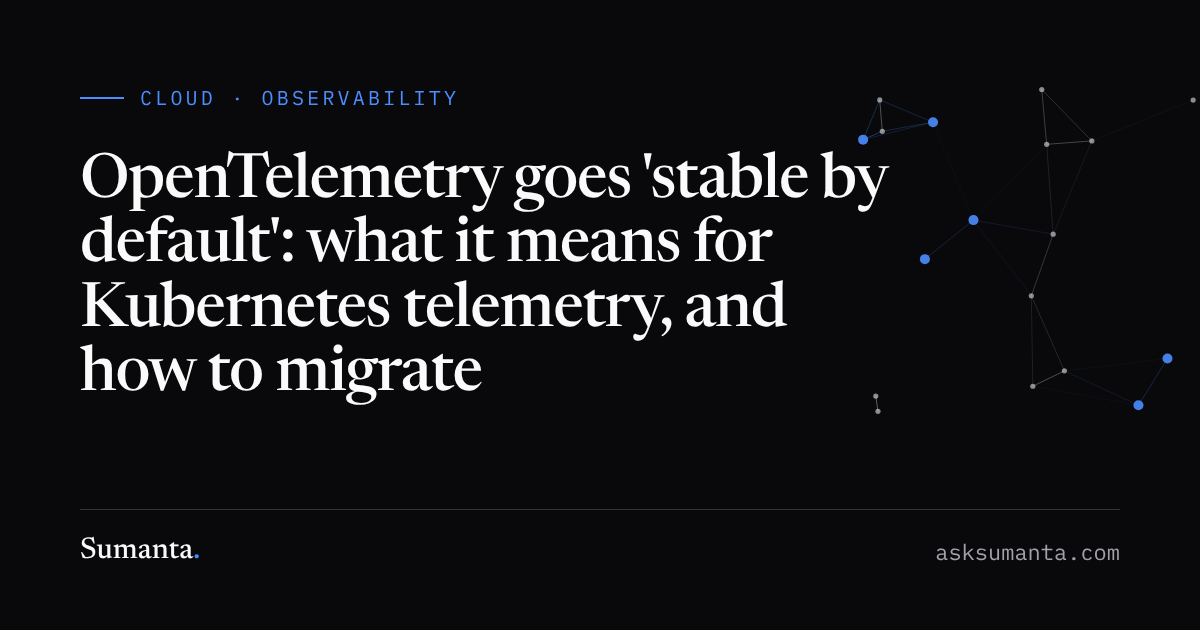 CLOUD · OBSERVABILITY
OpenTelemetry goes 'stable by
default': what it means for
Kubernetes telemetry, and
how to migrate
Sumanta.
asksumanta.com